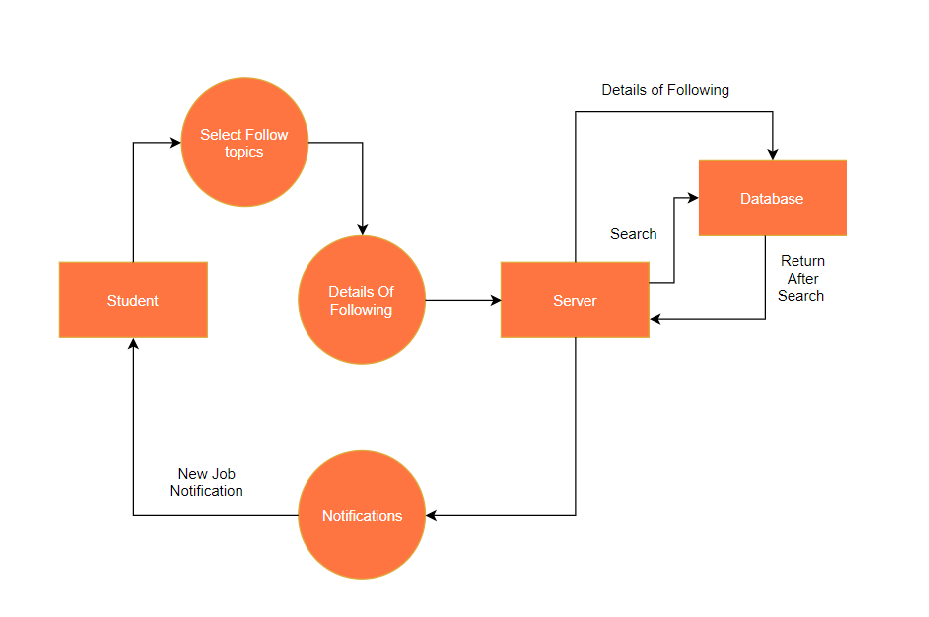 Details of Following
Select Follow
topics
Database
Search
Return
After
Search
Student
Details Of
Following
Server
New Job
Notification
Notifications